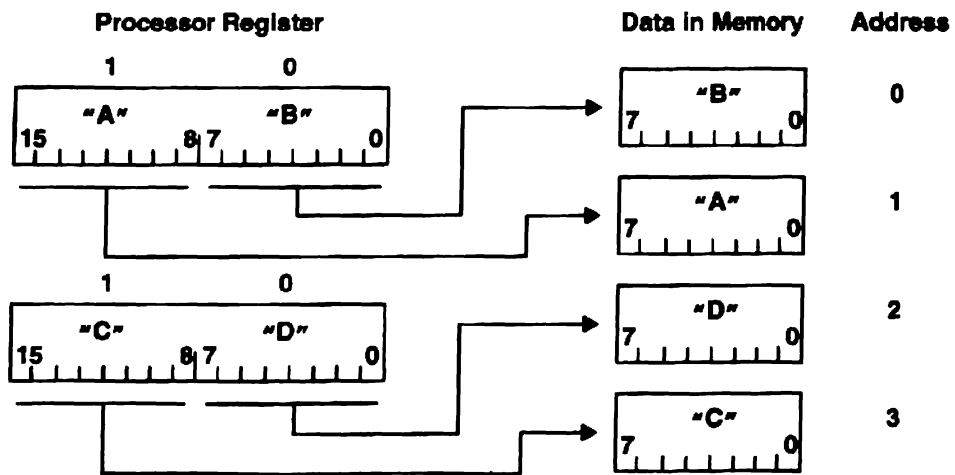 Processor Register Data in Memory Address
1 0
"A" "B" "B" 0
15 8 7 0 7 0
"A" 1
7 0
1 0
"C" "D" "D" 2
15 8 7 0 7 0
"C" 3
7 0